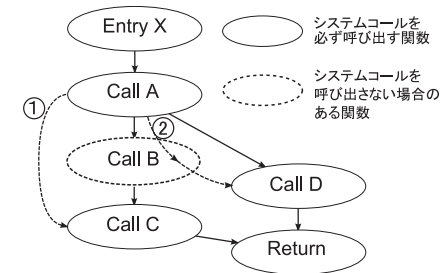 Entry X
システムコールを
必ず呼び出す関数
Call A
システムコールを
呼び出さない場合の
ある関数
①
②
Call B
Call D
Call C
Return